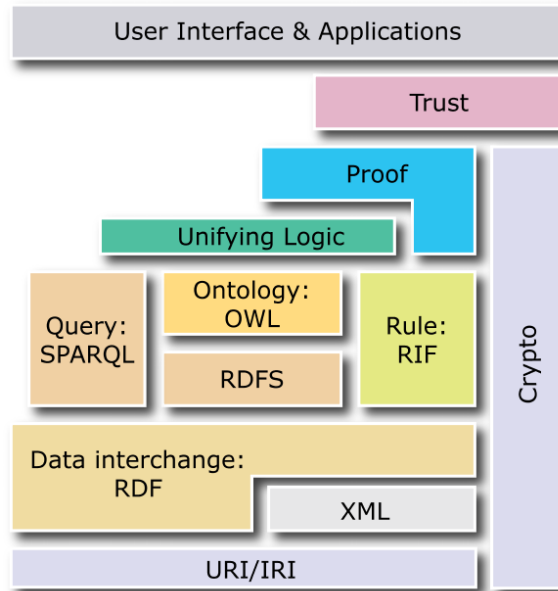 User Interface & Applications
Trust
Proof
Unifying Logic
Query:
SPARQL
Ontology:
OWL
RDFS
Rule:
RIF
Crypto
Data interchange:
RDF
XML
URI/IRI